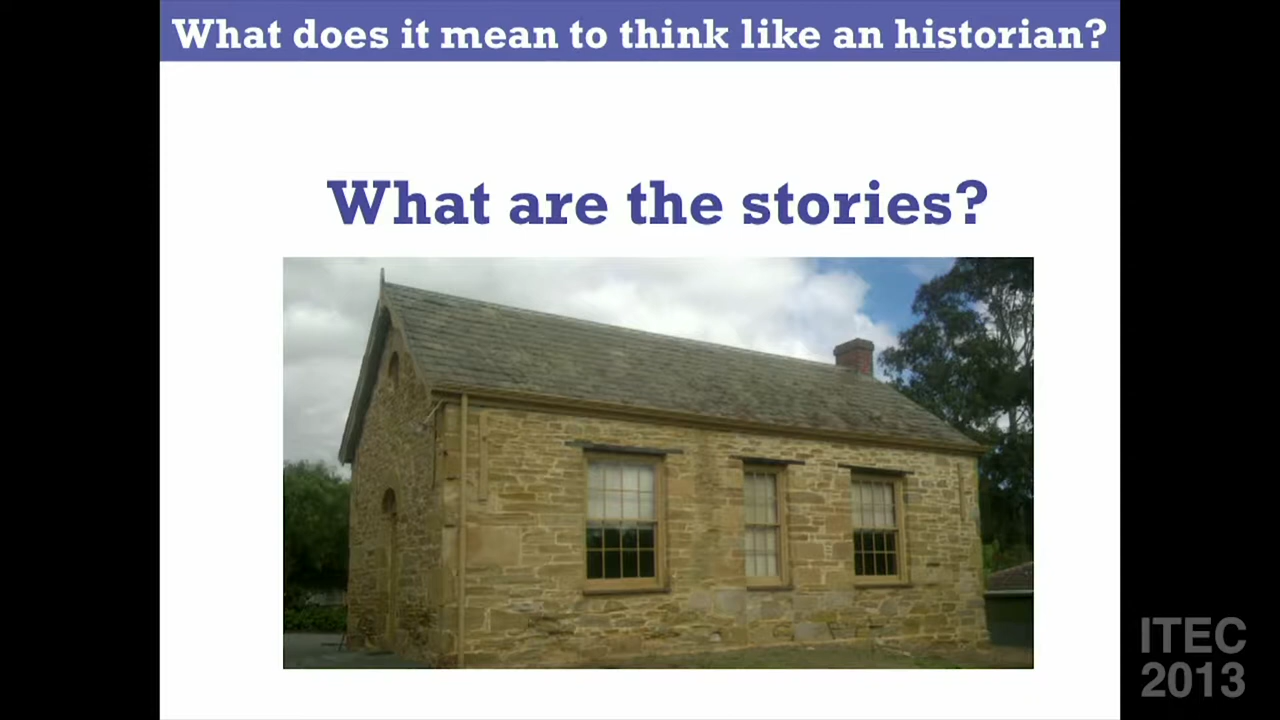 What does it mean to think like an historian?
What are the stories?
ITEC
2013